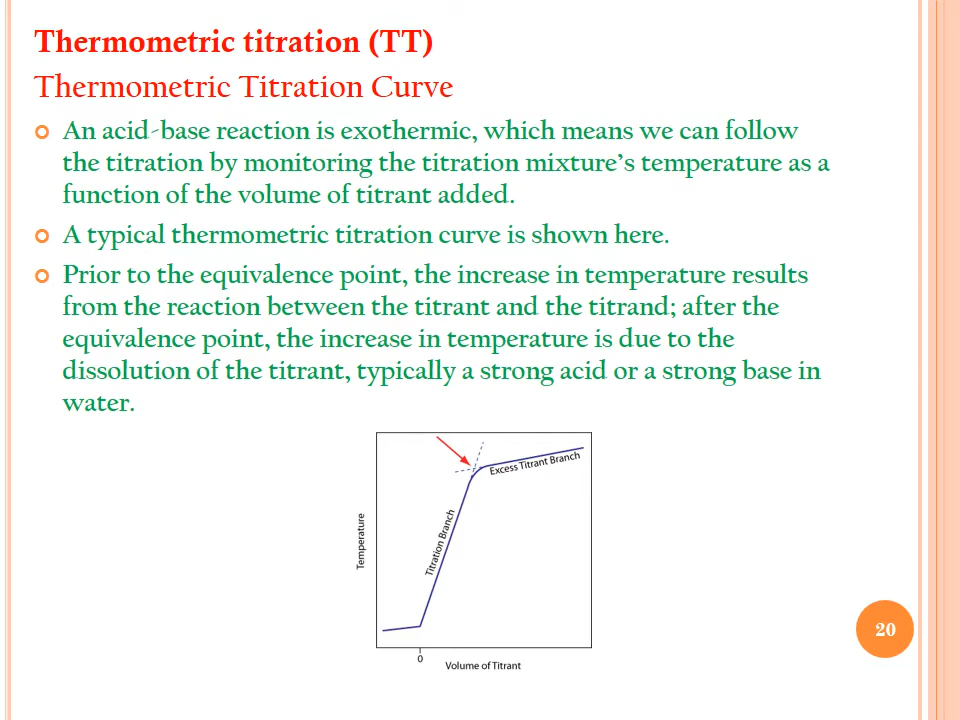 Thermometric titration (TT)
Thermometric Titration Curve
An acid-base reaction is exothermic, which means we can follow
the titration by monitoring the titration mixture's temperature as a
function of the volume of titrant added.
A typical thermometric titration curve is shown here.
Prior to the equivalence point, the increase in temperature results
from the reaction between the titrant and the titrand; after the
equivalence point, the increase in temperature is due to the
dissolution of the titrant, typically a strong acid or a strong base in
water.
Excess Titrant Branch
Titration Branch
Temperature
0
Volume of Titrant
20